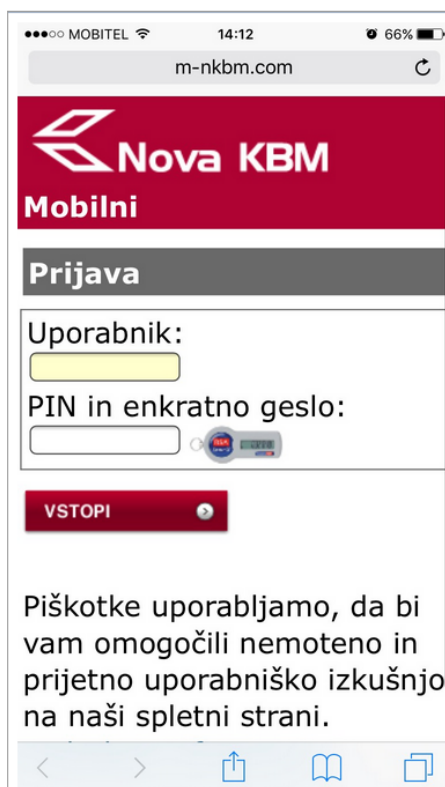 MOBITEL 14:12 66%
m-nkbm.com
Nova KBM
Mobilni
Prijava
Uporabnik:
PIN in enkratno geslo:
VSTOPI
Piškotke uporabljamo, da bi
vam omogočili nemoteno in
prijetno uporabniško izkušnjo
na naši spletni strani.